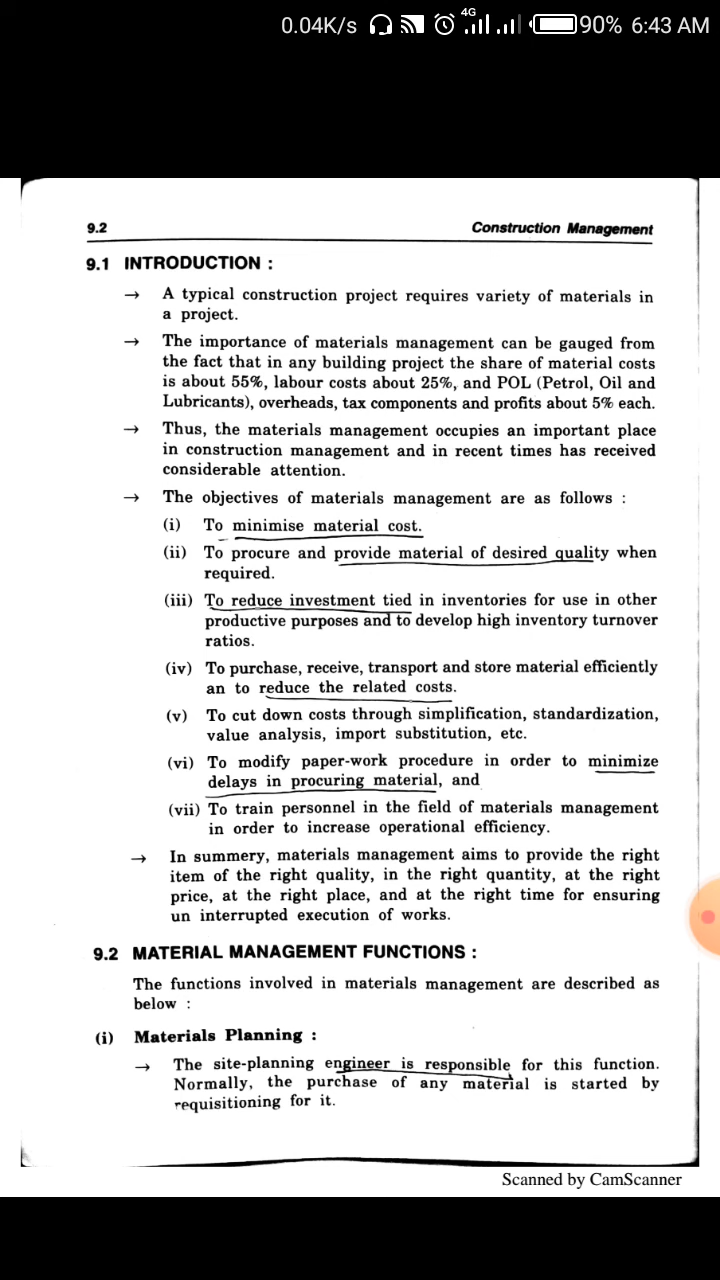 0.04K/s 4G 90% 6:43 AM
9.2 Construction Management
9.1 INTRODUCTION :
→ A typical construction project requires variety of materials in
a project.
→ The importance of materials management can be gauged from
the fact that in any building project the share of material costs
is about 55%, labour costs about 25%, and POL (Petrol, Oil and
Lubricants), overheads, tax components and profits about 5% each.
→ Thus, the materials management occupies an important place
in construction management and in recent times has received
considerable attention.
→ The objectives of materials management are as follows :
(i) To minimise material cost.
(ii) To procure and provide material of desired quality when
required.
(iii) To reduce investment tied in inventories for use in other
productive purposes and to develop high inventory turnover
ratios.
(iv) To purchase, receive, transport and store material efficiently
an to reduce the related costs.
(v) To cut down costs through simplification, standardization,
value analysis, import substitution, etc.
(vi) To modify paper-work procedure in order to minimize
delays in procuring material, and
(vii) To train personnel in the field of materials management
in order to increase operational efficiency.
→ In summery, materials management aims to provide the right
item of the right quality, in the right quantity, at the right
price, at the right place, and at the right time for ensuring
un interrupted execution of works.
9.2 MATERIAL MANAGEMENT FUNCTIONS :
The functions involved in materials management are described as
below :
(i) Materials Planning :
→ The site-planning engineer is responsible for this function.
Normally, the purchase of any material is started by
requisitioning for it.
Scanned by CamScanner